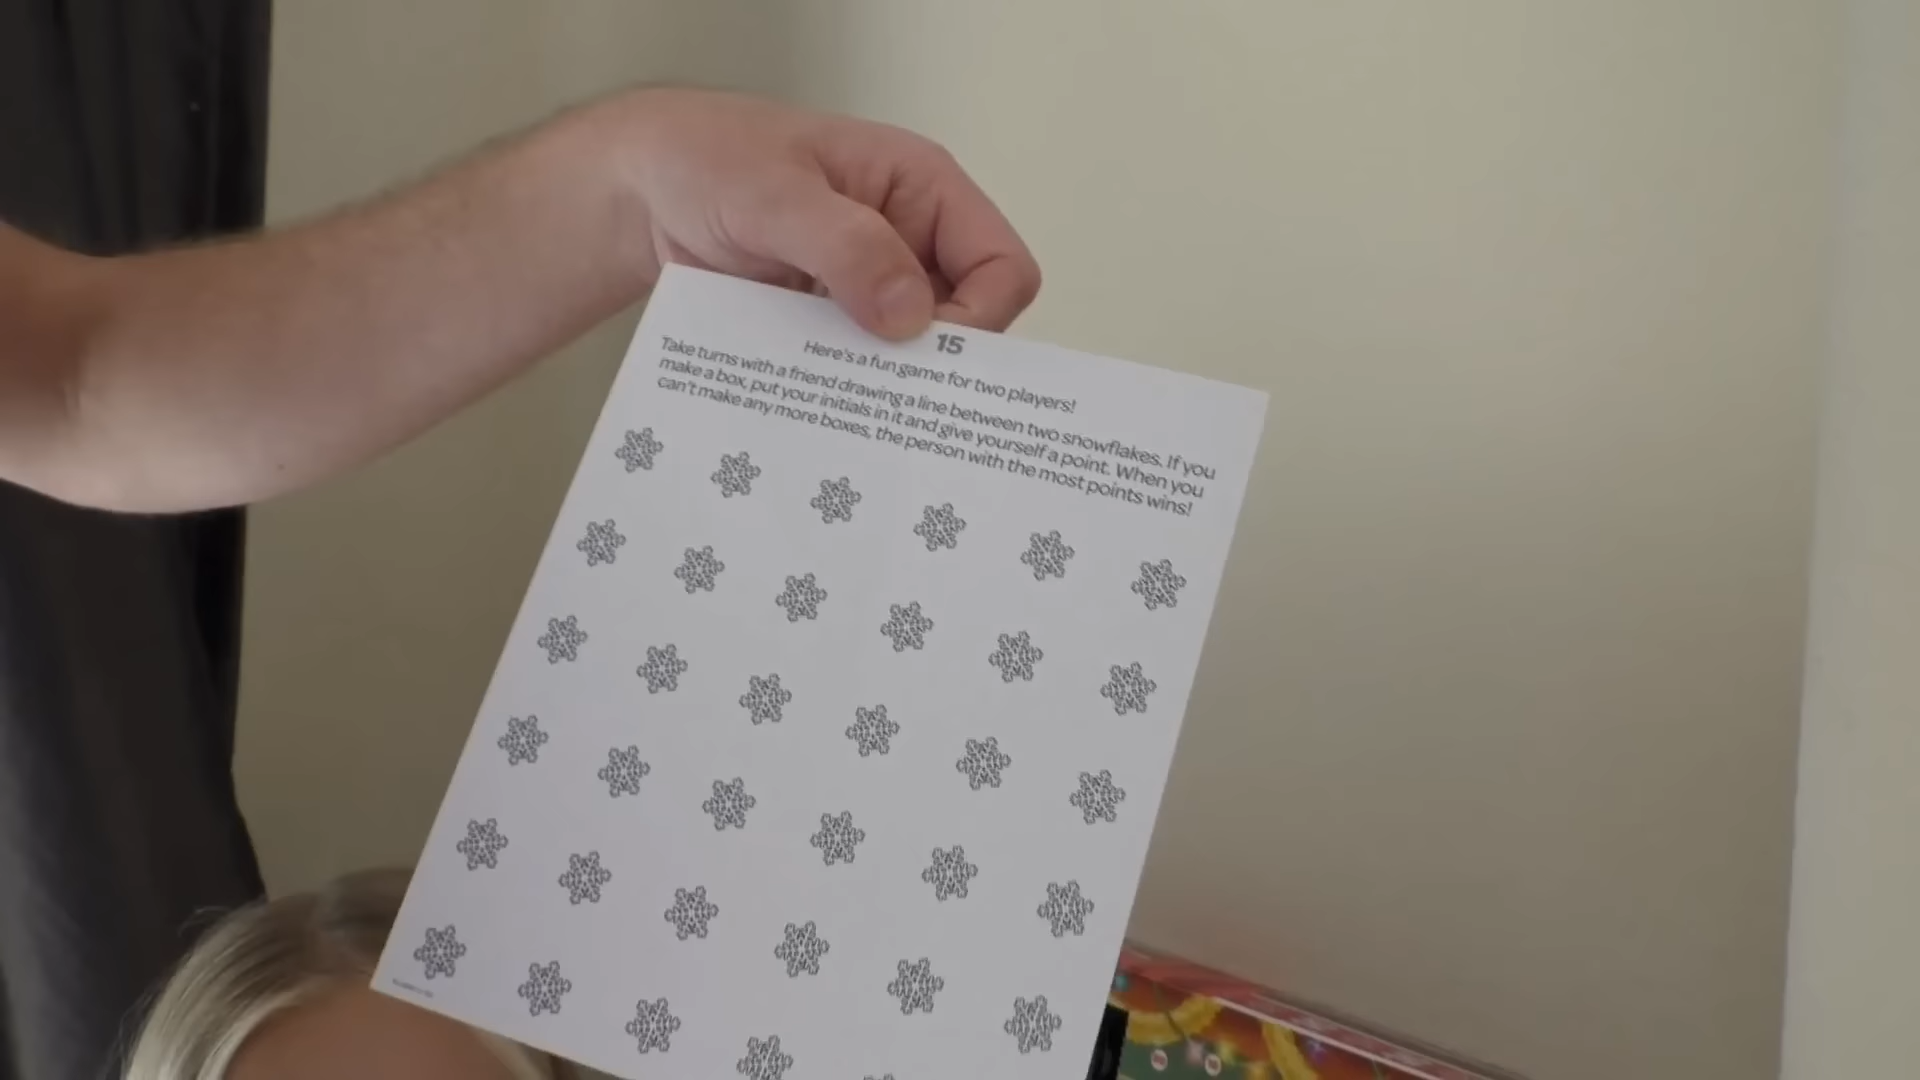 15
Here's a fun game for two players!
Take turns with a friend drawing a line between two snowflakes. If you
make a box, put your initials in it and give yourself a point. When you
can't make any more boxes, the person with the most points wins!